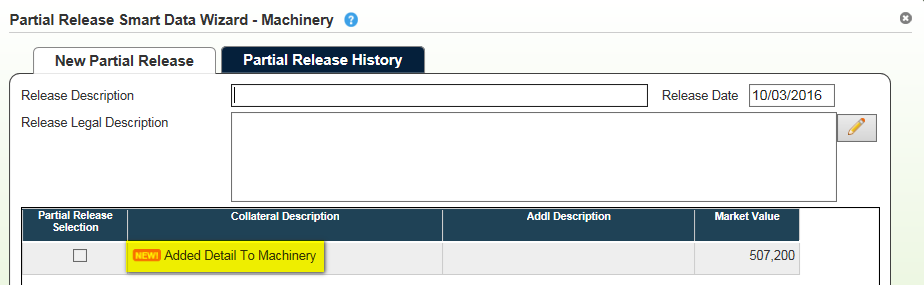 Partial Release Smart Data Wizard - Machinery ?
New Partial Release Partial Release History
Release Description Release Date 10/03/2016
Release Legal Description
Partial Release Selection Collateral Description Addl Description Market Value
NEW! Added Detail To Machinery 507,200